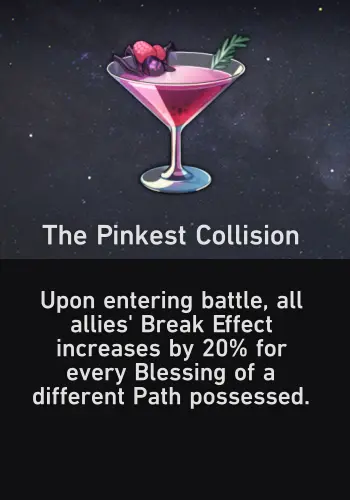 The Pinkest Collision
Upon entering battle, all
allies' Break Effect
increases by 20% for
every Blessing of a
different Path possessed.